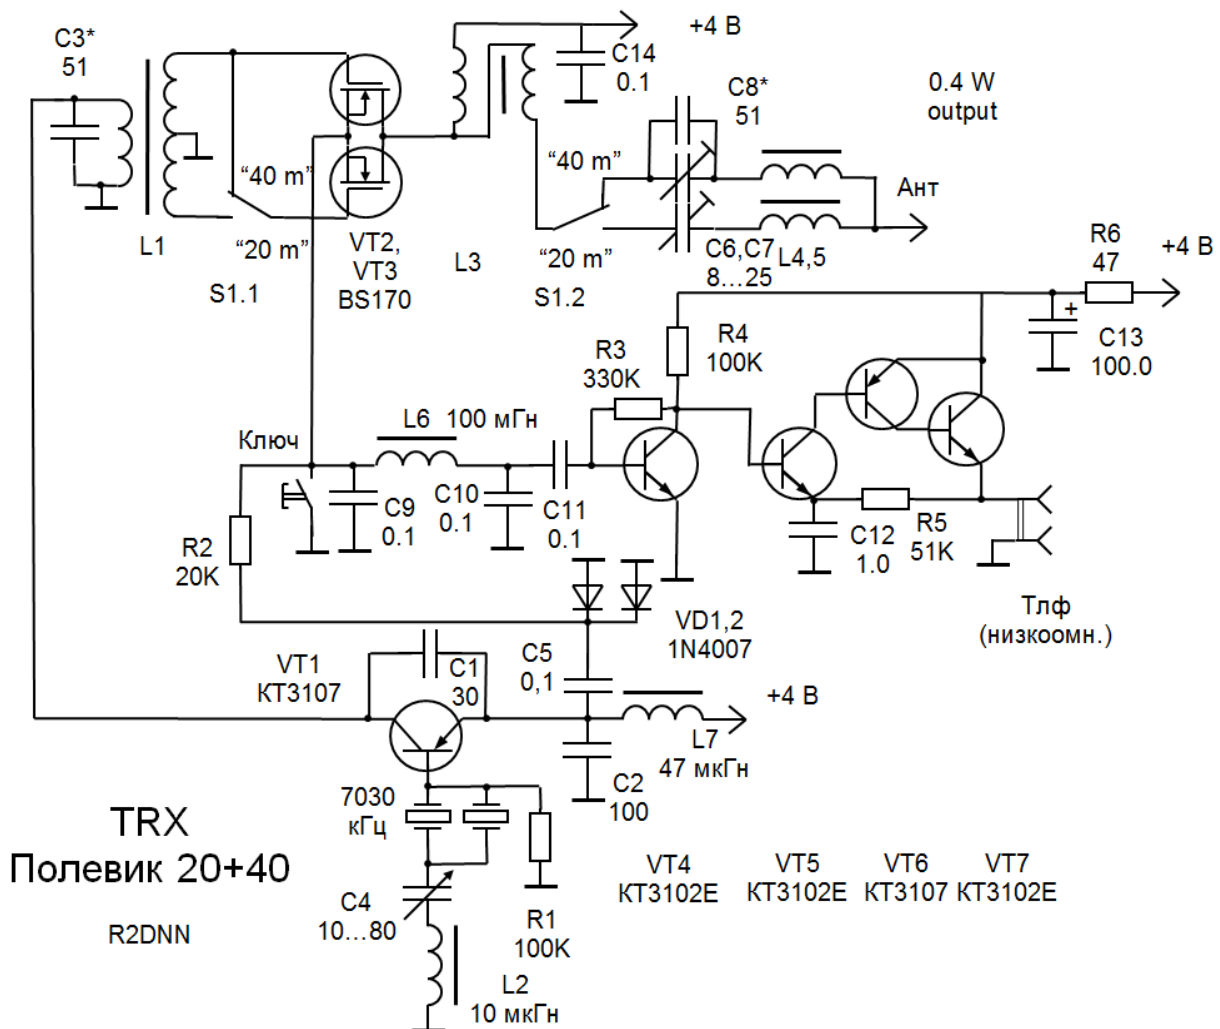 C3*
51
L1
“40 m”
“20 m”
S1.1
VT2,
VT3
BS170
L3
+4 В
C14
0.1
C8*
51
0.4 W
output
“40 m”
“20 m”
S1.2
C6,C7
8...25
L4,5
Ант
R6
47
+4 В
C13
100.0
+
R4
100K
R3
330K
L6 100 мГн
Ключ
C9
0.1
C10
0.1
C11
0.1
R2
20K
C12
1.0
R5
51K
Тлф
(низкоомн.)
VD1,2
1N4007
VT1
КТ3107
C1
30
C5
0,1
+4 В
L7
47 мкГн
C2
100
7030
кГц
TRX
Полевик 20+40
R2DNN
C4
10...80
R1
100K
L2
10 мкГн
VT4
КТ3102Е
VT5
КТ3102Е
VT6
КТ3107
VT7
КТ3102Е